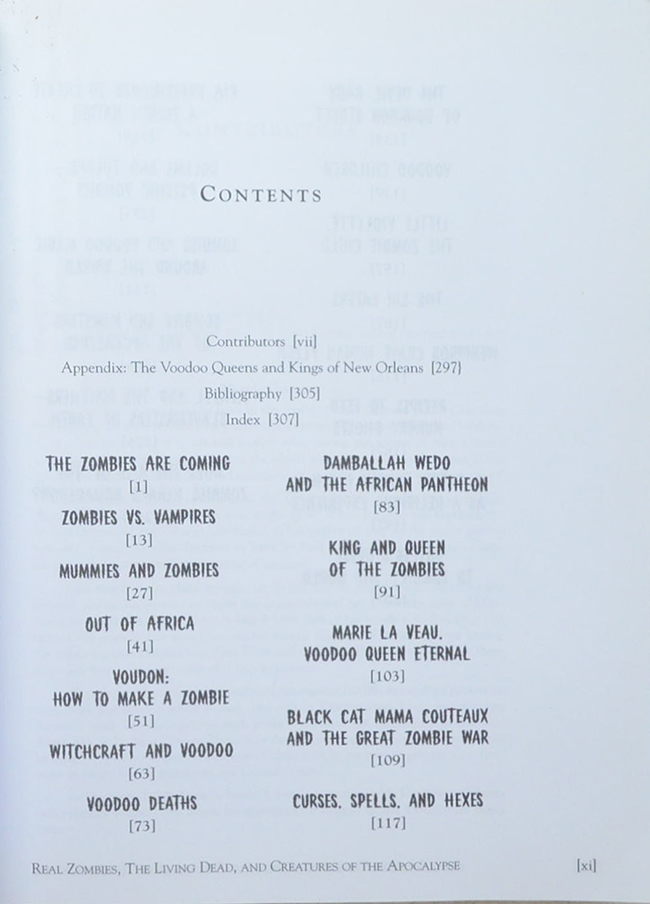 CONTENTS
Contributors [vii]
Appendix: The Voodoo Queens and Kings of New Orleans [297]
Bibliography [305]
Index [307]
THE ZOMBIES ARE COMING
[1]
ZOMBIES VS. VAMPIRES
[13]
MUMMIES AND ZOMBIES
[27]
OUT OF AFRICA
[41]
VOUDON:
HOW TO MAKE A ZOMBIE
[51]
WITCHCRAFT AND VOODOO
[63]
VOODOO DEATHS
[73]
DAMBALLAH WEDO
AND THE AFRICAN PANTHEON
[83]
KING AND QUEEN
OF THE ZOMBIES
[91]
MARIE LA VEAU,
VOODOO QUEEN ETERNAL
[103]
BLACK CAT MAMA COUTEAUX
AND THE GREAT ZOMBIE WAR
[109]
CURSES, SPELLS, AND HEXES
[117]
REAL ZOMBIES, THE LIVING DEAD, AND CREATURES OF THE APOCALYPSE [xi]